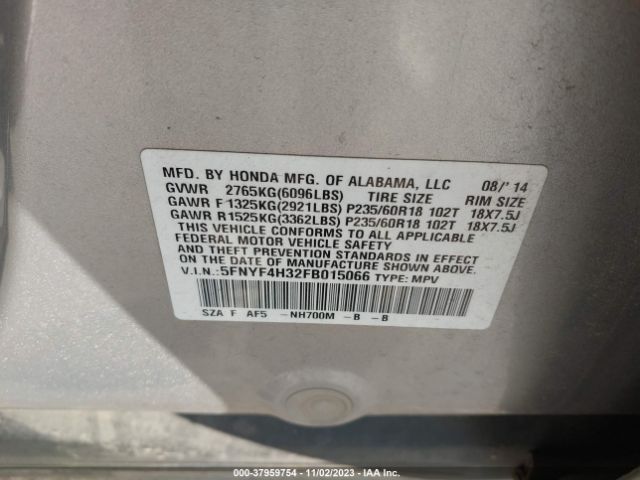 MFD. BY HONDA MFG. OF ALABAMA, LLC 08/'14
GVWR 2765KG(6096LBS) TIRE SIZE RIM SIZE
GAWR F 1325KG(2921LBS) P235/60R18 102T 18X7.5J
GAWR R1525KG(3362LBS) P235/60R18 102T 18X7.5J
THIS VEHICLE CONFORMS TO ALL APPLICABLE
FEDERAL MOTOR VEHICLE SAFETY
AND THEFT PREVENTION STANDARDS IN EFFECT
ON THE DATE OF MANUFACTURE SHOWN ABOVE.
V.I.N.:5FNYF4H32FB015066 TYPE: MPV
SZA F AF5 -NH700M -B -B
000-37959754 - 11/02/2023 - IAA Inc.